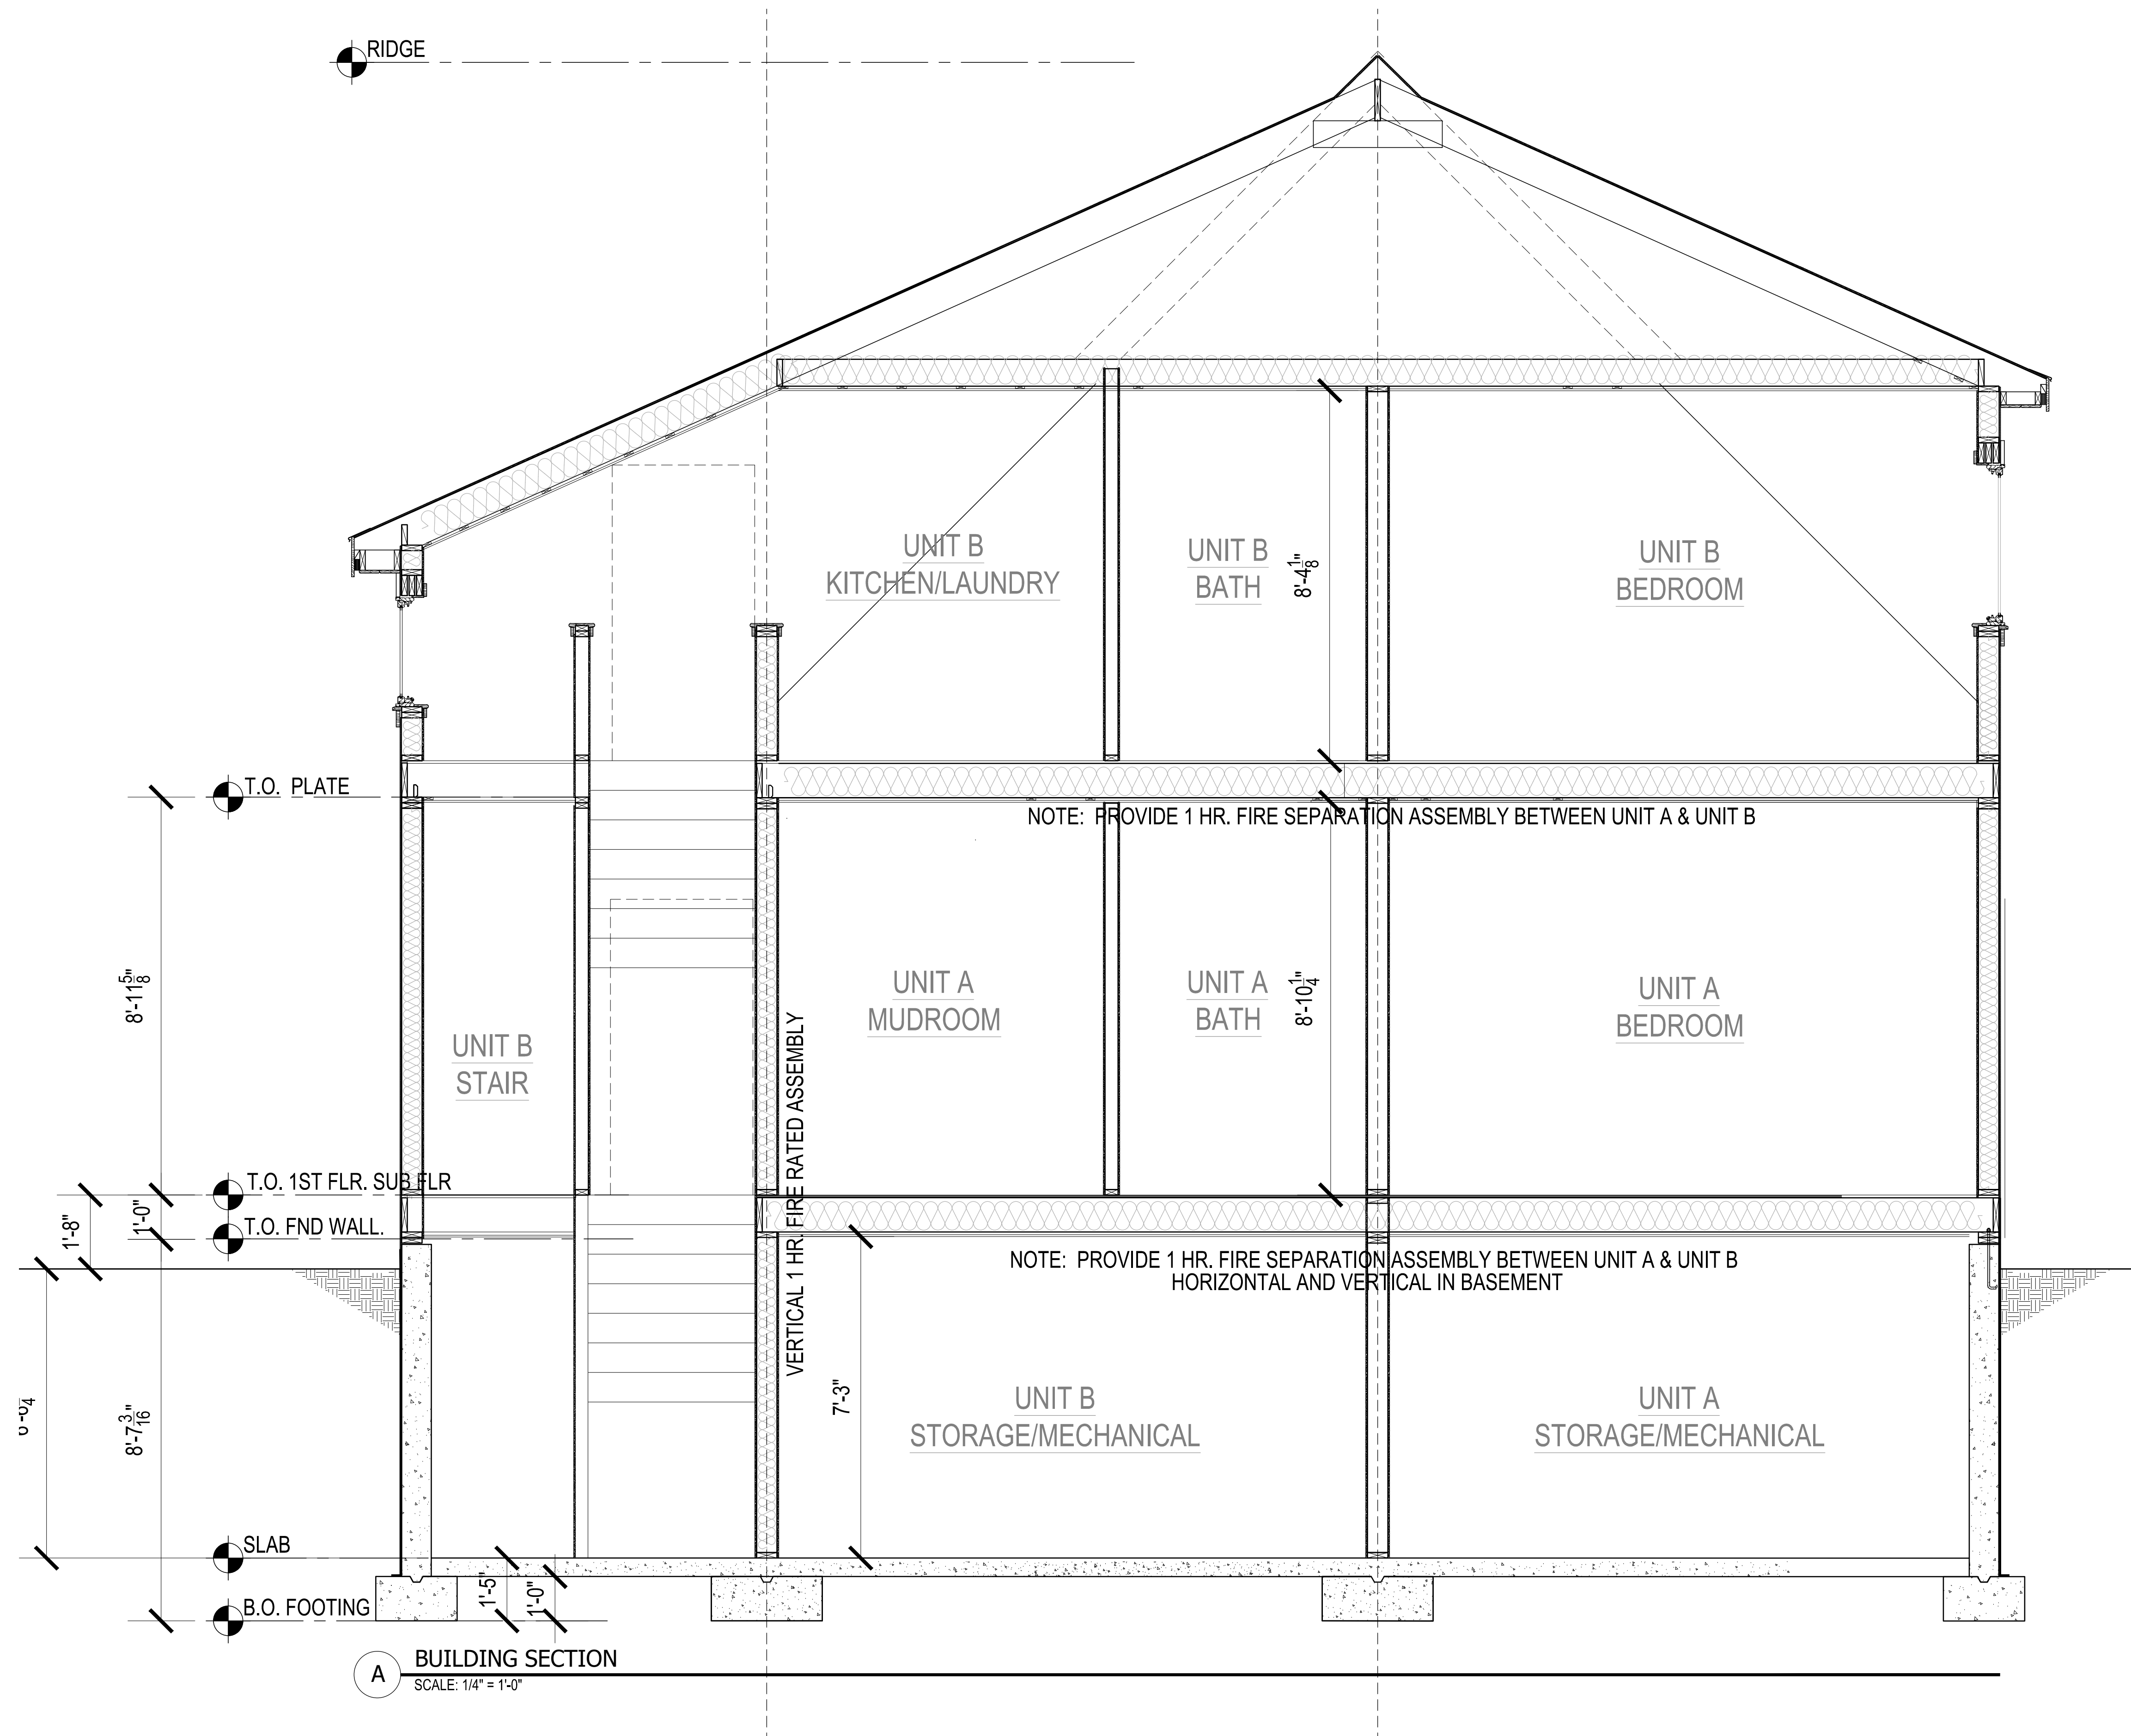 RIDGE
UNIT B
KITCHEN/LAUNDRY
UNIT B
BATH
8'-4 1/8"
UNIT B
BEDROOM
T.O. PLATE
NOTE: PROVIDE 1 HR. FIRE SEPARATION ASSEMBLY BETWEEN UNIT A & UNIT B
8'-11 5/8"
UNIT B
STAIR
VERTICAL 1 HR. FIRE RATED ASSEMBLY
UNIT A
MUDROOM
UNIT A
BATH
8'-10 1/4"
UNIT A
BEDROOM
T.O. 1ST FLR. SUB FLR
1'-8"
1'-0"
T.O. FND WALL.
NOTE: PROVIDE 1 HR. FIRE SEPARATION ASSEMBLY BETWEEN UNIT A & UNIT B
HORIZONTAL AND VERTICAL IN BASEMENT
8'-7 3/16"
7'-3"
UNIT B
STORAGE/MECHANICAL
UNIT A
STORAGE/MECHANICAL
SLAB
1'-5"
1'-0"
B.O. FOOTING
A
BUILDING SECTION
SCALE: 1/4" = 1'-0"